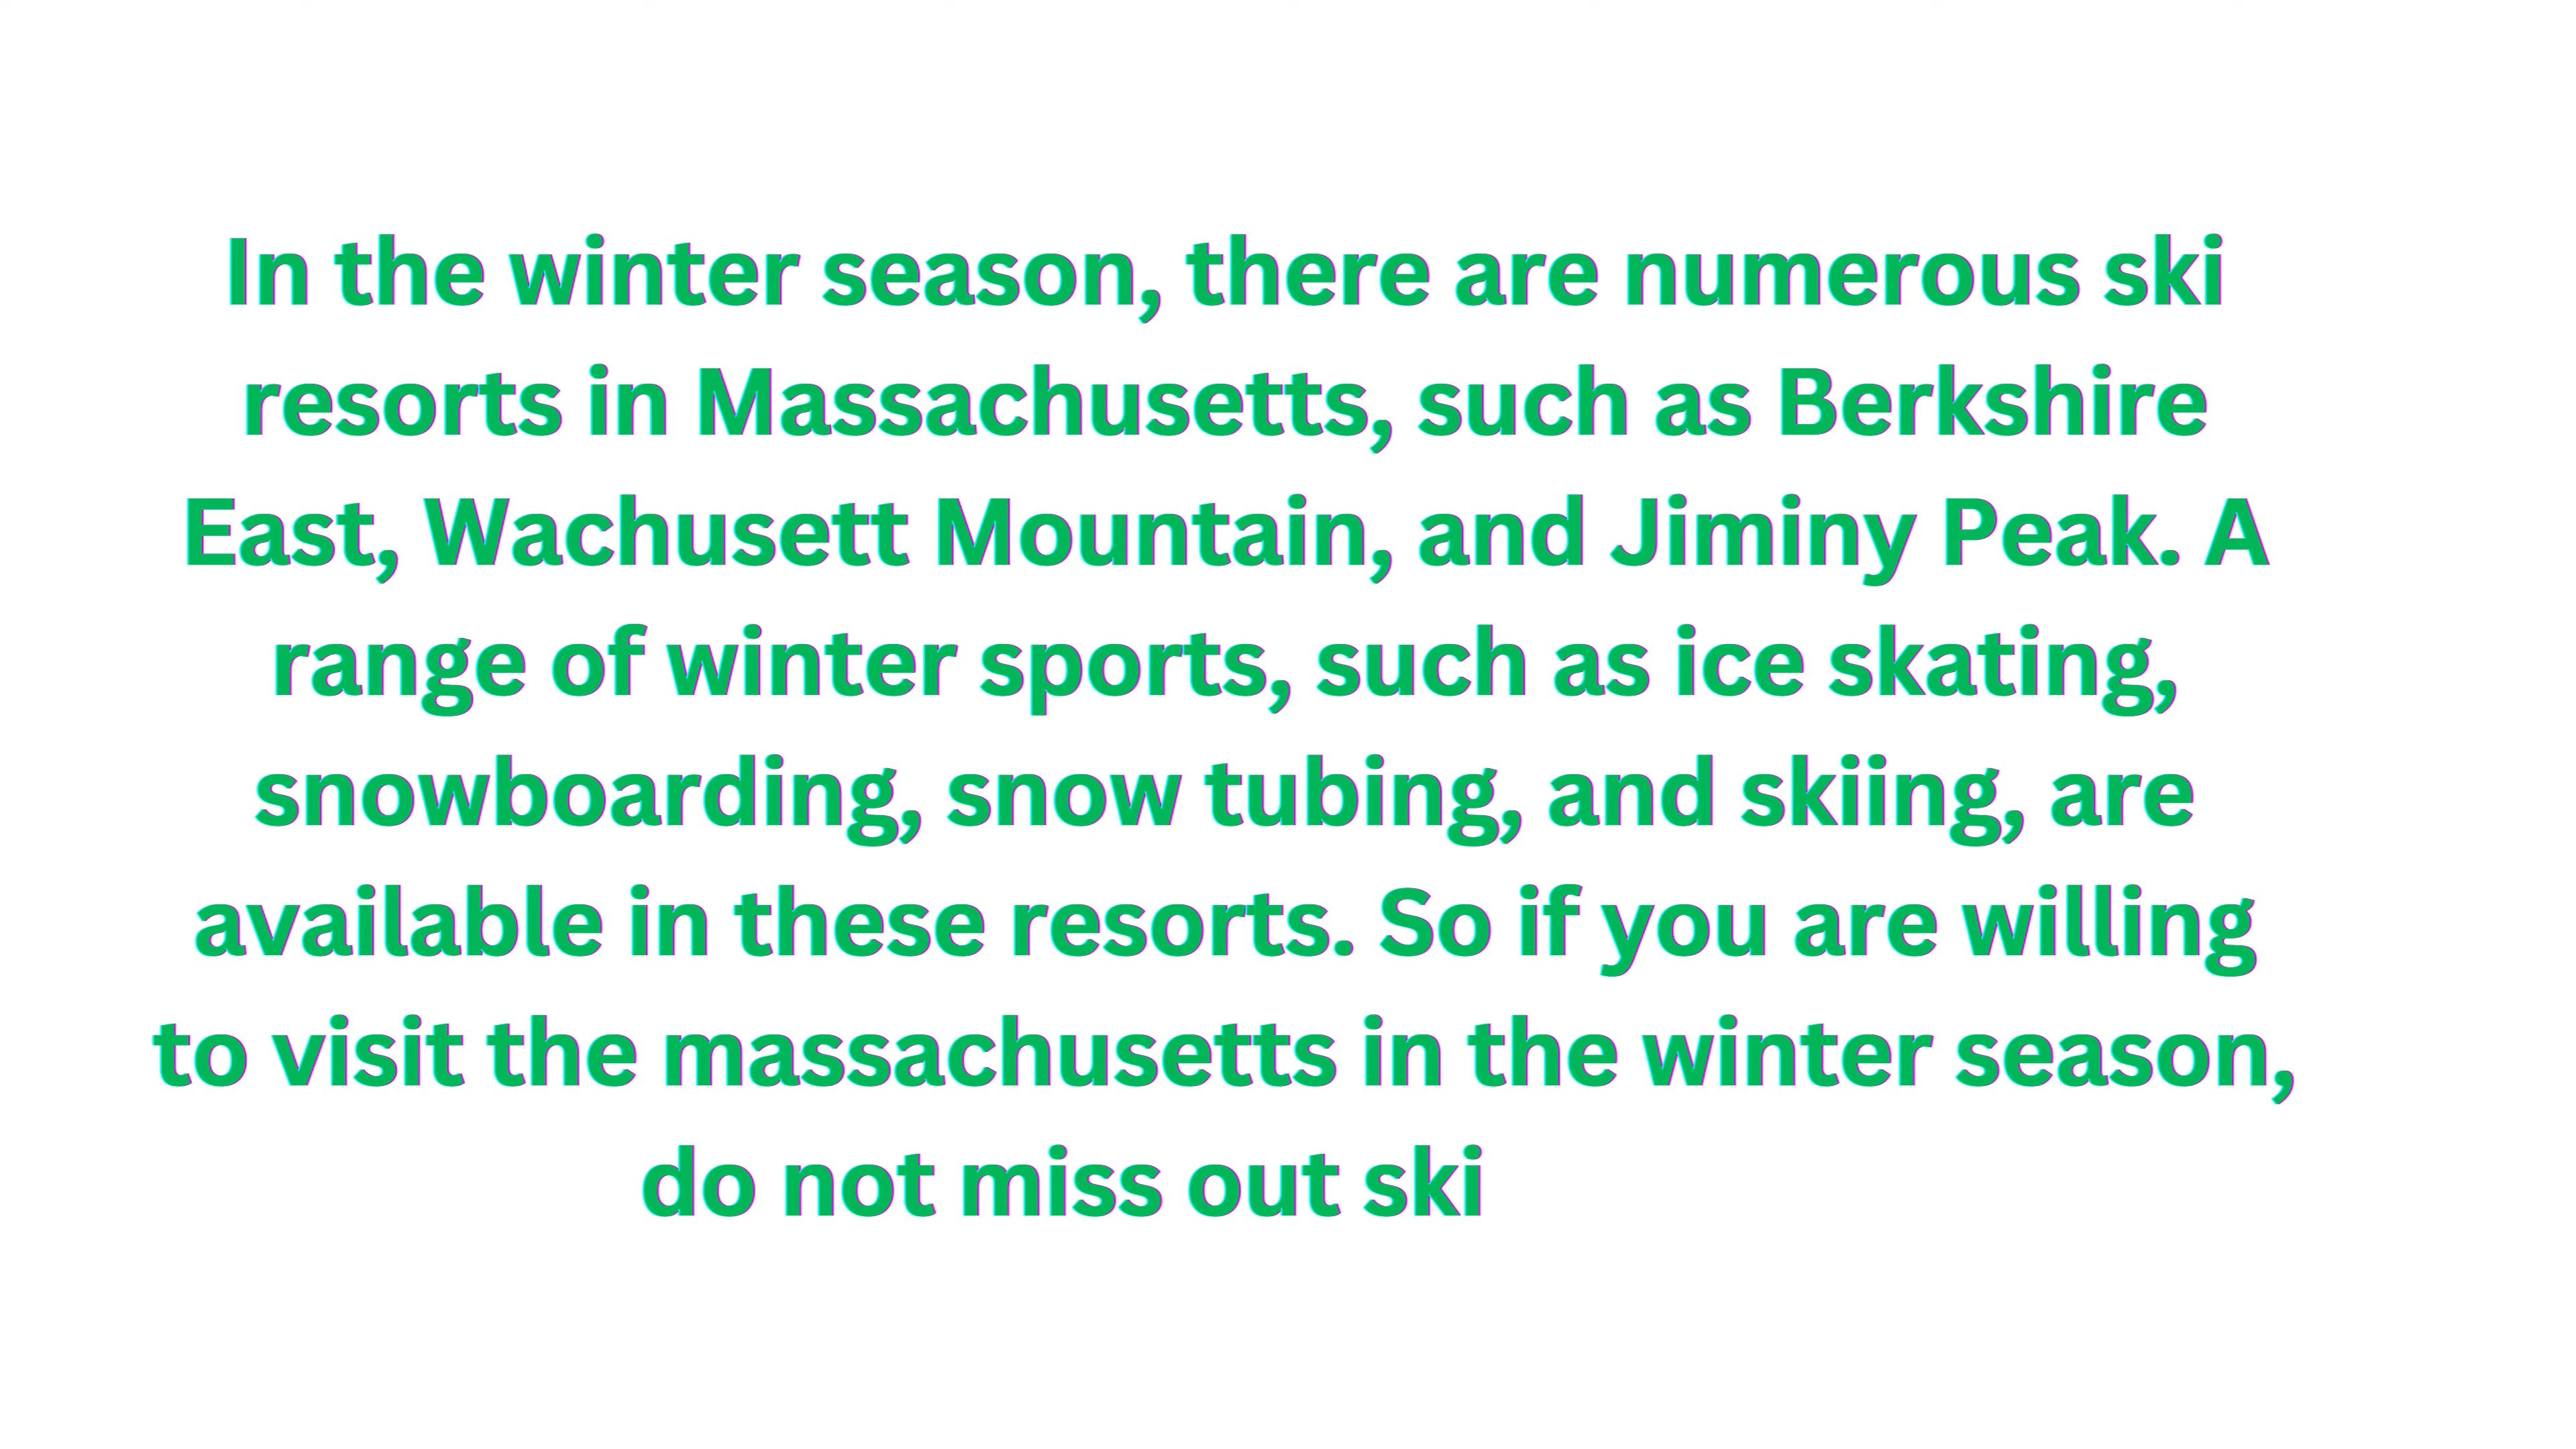 In the winter season, there are numerous ski
resorts in Massachusetts, such as Berkshire
East, Wachusett Mountain, and Jiminy Peak. A
range of winter sports, such as ice skating,
snowboarding, snow tubing, and skiing, are
available in these resorts. So if you are willing
to visit the massachusetts in the winter season,
do not miss out ski